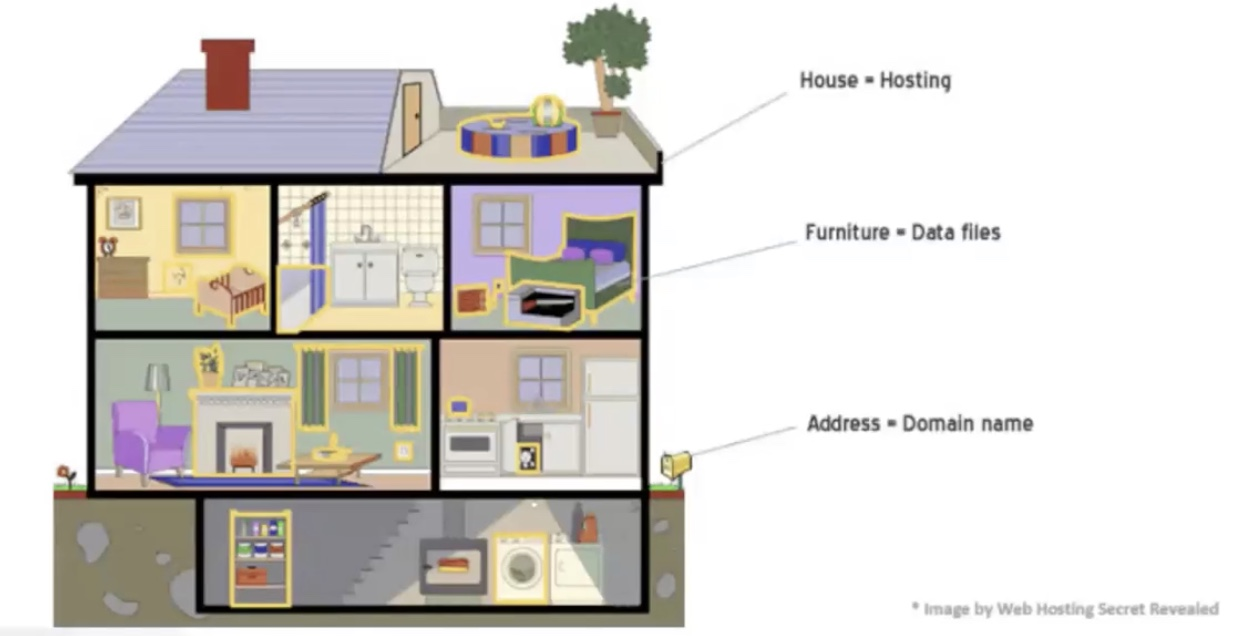 House = Hosting
Furniture = Data files
Address = Domain name
* Image by Web Hosting Secret Revealed